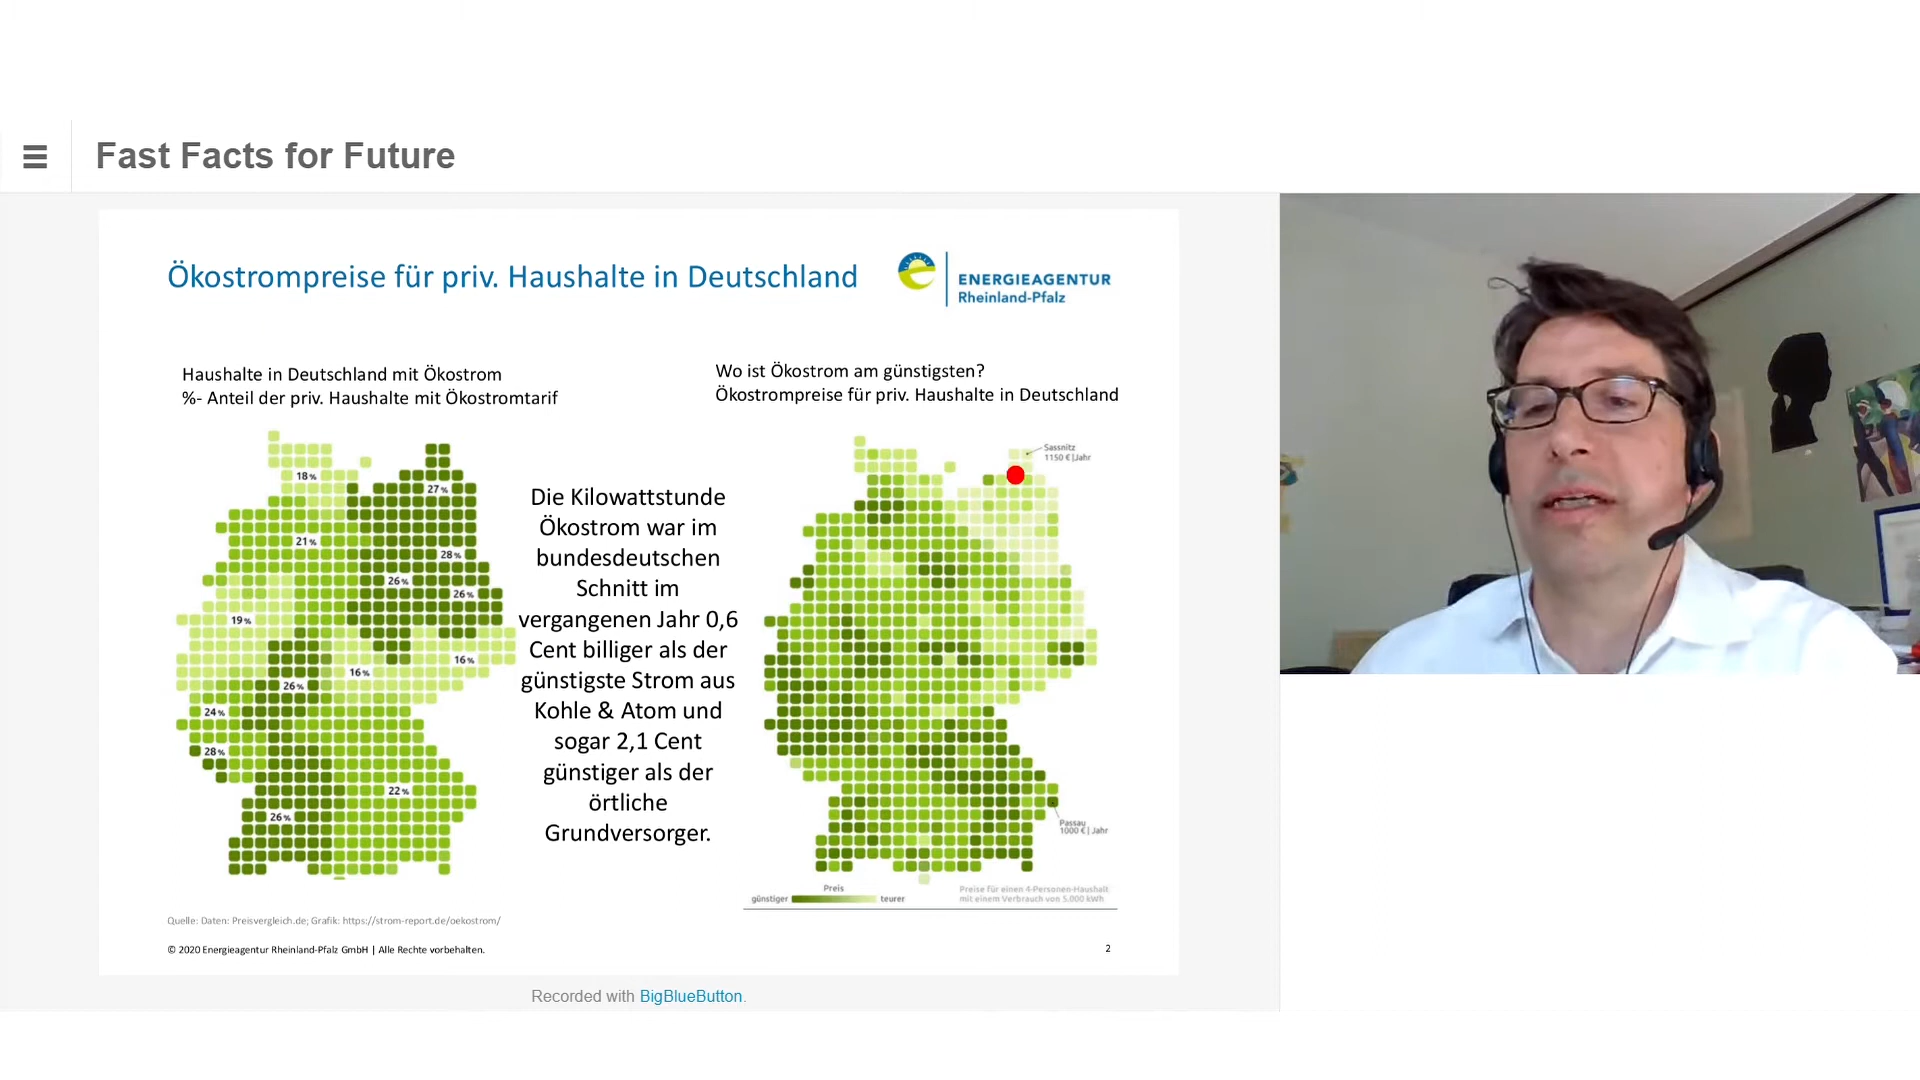 Fast Facts for Future
Ökostrompreise für priv. Haushalte in Deutschland
ENERGIEAGENTUR
Rheinland-Pfalz
Haushalte in Deutschland mit Ökostrom
%- Anteil der priv. Haushalte mit Ökostromtarif
Wo ist Ökostrom am günstigsten?
Ökostrompreise für priv. Haushalte in Deutschland
18%
27%
21%
28%
26%
26%
19%
16%
16%
26%
24%
28%
22%
26%
Die Kilowattstunde
Ökostrom war im
bundesdeutschen
Schnitt im
vergangenen Jahr 0,6
Cent billiger als der
günstigste Strom aus
Kohle & Atom und
sogar 2,1 Cent
günstiger als der
örtliche
Grundversorger.
Sassnitz
1150 €|Jahr
Passau
1000 €|Jahr
Preis
günstiger teurer
Preise für einen 4-Personen-Haushalt
mit einem Verbrauch von 5.000 kWh
Quelle: Daten: Preisvergleich.de; Grafik: https://strom-report.de/oekostrom/
© 2020 Energieagentur Rheinland-Pfalz GmbH | Alle Rechte vorbehalten.
2
Recorded with BigBlueButton.